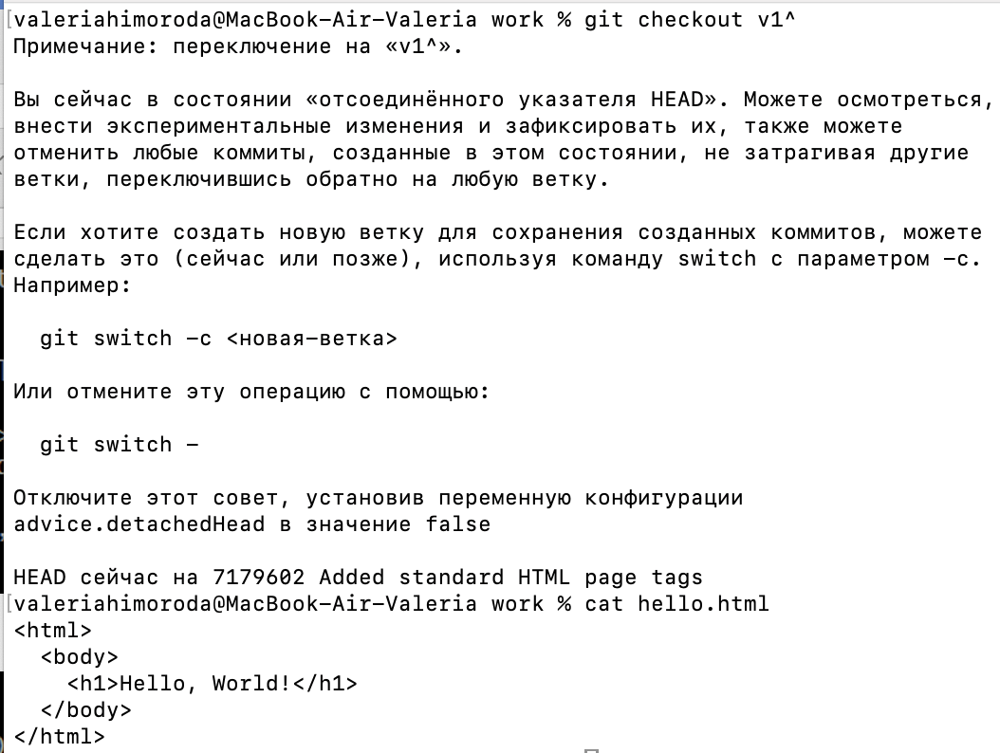 [valeriahimoroda@MacBook-Air-Valeria work % git checkout v1^
Примечание: переключение на «v1^».

Вы сейчас в состоянии «отсоединённого указателя HEAD». Можете осмотреться,
внести экспериментальные изменения и зафиксировать их, также можете
отменить любые коммиты, созданные в этом состоянии, не затрагивая другие
ветки, переключившись обратно на любую ветку.

Если хотите создать новую ветку для сохранения созданных коммитов, можете
сделать это (сейчас или позже), используя команду switch с параметром -c.
Например:

  git switch -c <новая-ветка>

Или отмените эту операцию с помощью:

  git switch -

Отключите этот совет, установив переменную конфигурации
advice.detachedHead в значение false

HEAD сейчас на 7179602 Added standard HTML page tags
[valeriahimoroda@MacBook-Air-Valeria work % cat hello.html
<html>
  <body>
    <h1>Hello, World!</h1>
  </body>
</html>